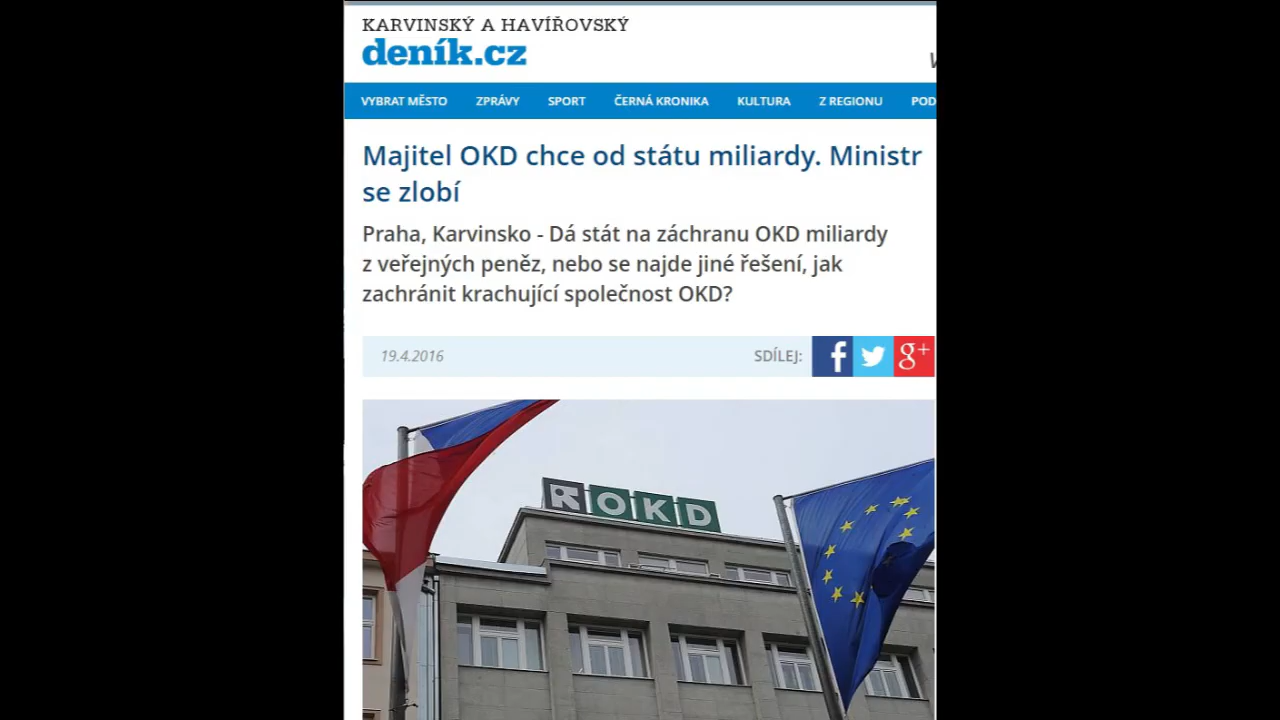 KARVINSKÝ A HAVÍŘOVSKÝ
deník.cz
VYBRAT MĚSTO ZPRÁVY SPORT ČERNÁ KRONIKA KULTURA Z REGIONU POD
Majitel OKD chce od státu miliardy. Ministr
se zlobí
Praha, Karvinsko - Dá stát na záchranu OKD miliardy
z veřejných peněz, nebo se najde jiné řešení, jak
zachránit krachující společnost OKD?
19.4.2016 SDÍLEJ: f g+
OKD